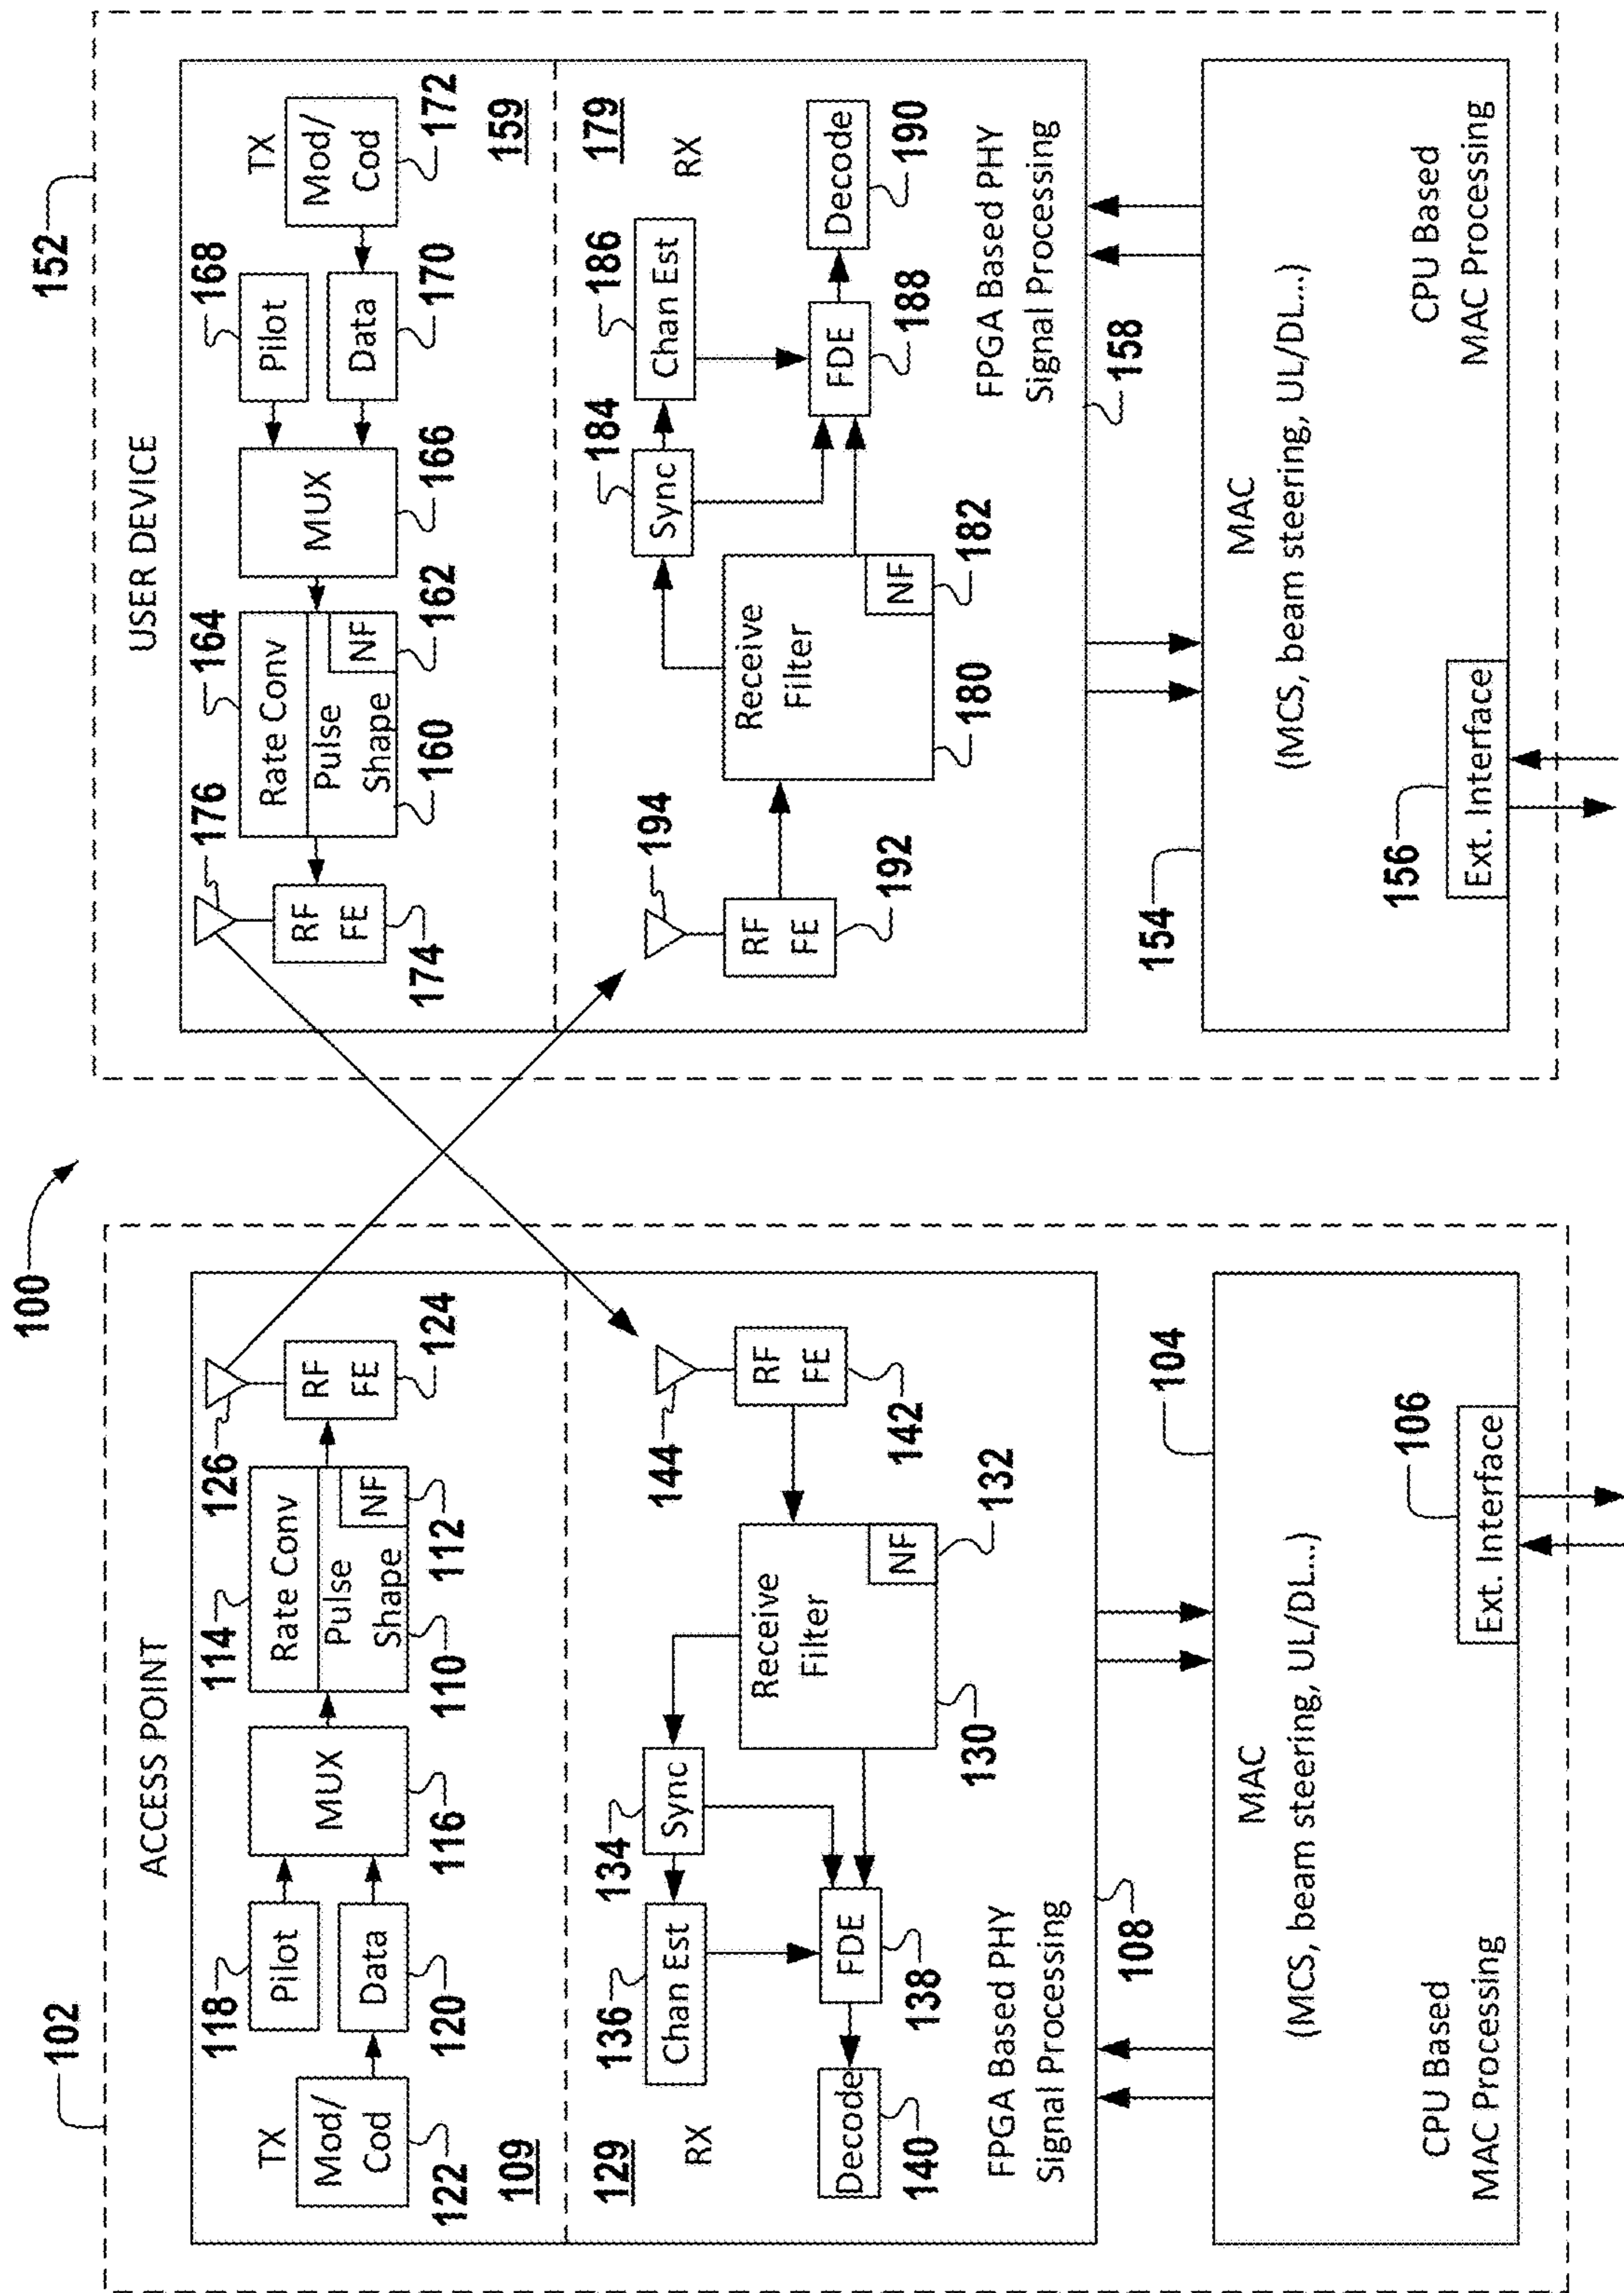 100
102
ACCESS POINT
TX
Mod/
Cod
122
118
Pilot
Data
120
MUX
116
114
Rate Conv
Pulse
Shape
NF
110
112
126
RF
FE
124
109
129
RX
136
Chan Est
134
Sync
Receive
Filter
NF
130
132
144
RF
FE
142
FDE
138
Decode
140
FPGA Based PHY
Signal Processing
108
104
MAC
(MCS, beam steering, UL/DL...)
CPU Based
MAC Processing
106
Ext. Interface
152
USER DEVICE
176
RF
FE
174
164
Rate Conv
Pulse
Shape
NF
160
162
MUX
166
168
Pilot
Data
170
TX
Mod/
Cod
172
159
179
RX
194
RF
FE
192
Receive
Filter
NF
180
182
184
Sync
186
Chan Est
FDE
188
Decode
190
FPGA Based PHY
Signal Processing
158
154
MAC
(MCS, beam steering, UL/DL...)
CPU Based
MAC Processing
156
Ext. Interface